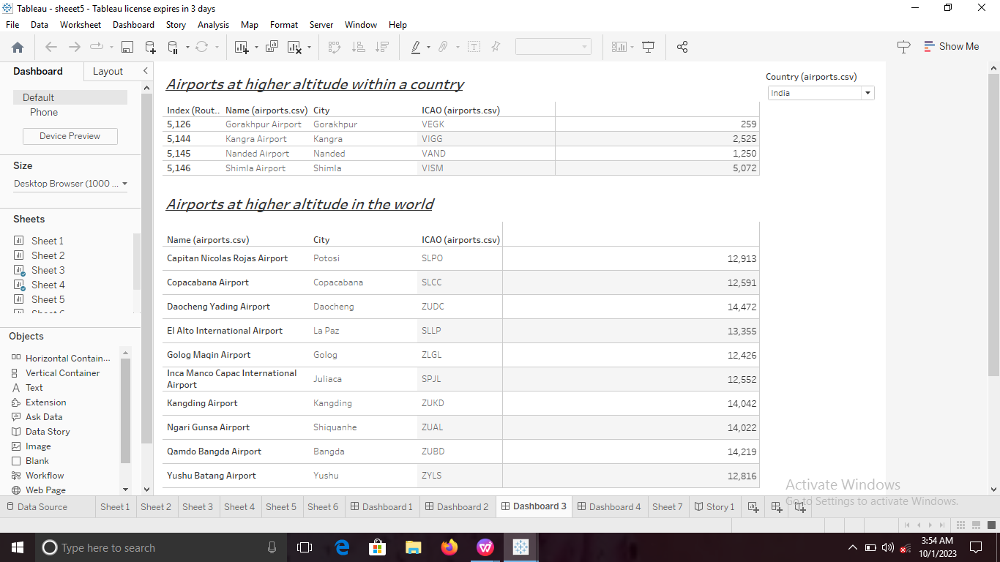 Tableau - sheeet5 - Tableau license expires in 3 days
File Data Worksheet Dashboard Story Analysis Map Format Server Window Help
Show Me
Dashboard Layout
Default
Phone
Device Preview
Size
Desktop Browser (1000 ...
Sheets
Sheet 1
Sheet 2
Sheet 3
Sheet 4
Sheet 5
Objects
Horizontal Contain...
Vertical Container
Text
Extension
Ask Data
Data Story
Image
Blank
Workflow
Web Page
Airports at higher altitude within a country
Index (Rout.. Name (airports.csv) City ICAO (airports.csv)
5,126 Gorakhpur Airport Gorakhpur VEGK 259
5,144 Kangra Airport Kangra VIGG 2,525
5,145 Nanded Airport Nanded VAND 1,250
5,146 Shimla Airport Shimla VISM 5,072
Country (airports.csv)
India
Airports at higher altitude in the world
Name (airports.csv) City ICAO (airports.csv)
Capitan Nicolas Rojas Airport Potosi SLPO 12,913
Copacabana Airport Copacabana SLCC 12,591
Daocheng Yading Airport Daocheng ZUDC 14,472
El Alto International Airport La Paz SLLP 13,355
Golog Maqin Airport Golog ZLGL 12,426
Inca Manco Capac International
Airport Juliaca SPJL 12,552
Kangding Airport Kangding ZUKD 14,042
Ngari Gunsa Airport Shiquanhe ZUAL 14,022
Qamdo Bangda Airport Bangda ZUBD 14,219
Yushu Batang Airport Yushu ZYLS 12,816
Activate Windows
Go to Settings to activate Windows.
Data Source Sheet 1 Sheet 2 Sheet 3 Sheet 4 Sheet 5 Sheet 6 Dashboard 1 Dashboard 2 Dashboard 3 Dashboard 4 Sheet 7 Story 1
Type here to search
3:54 AM
10/1/2023